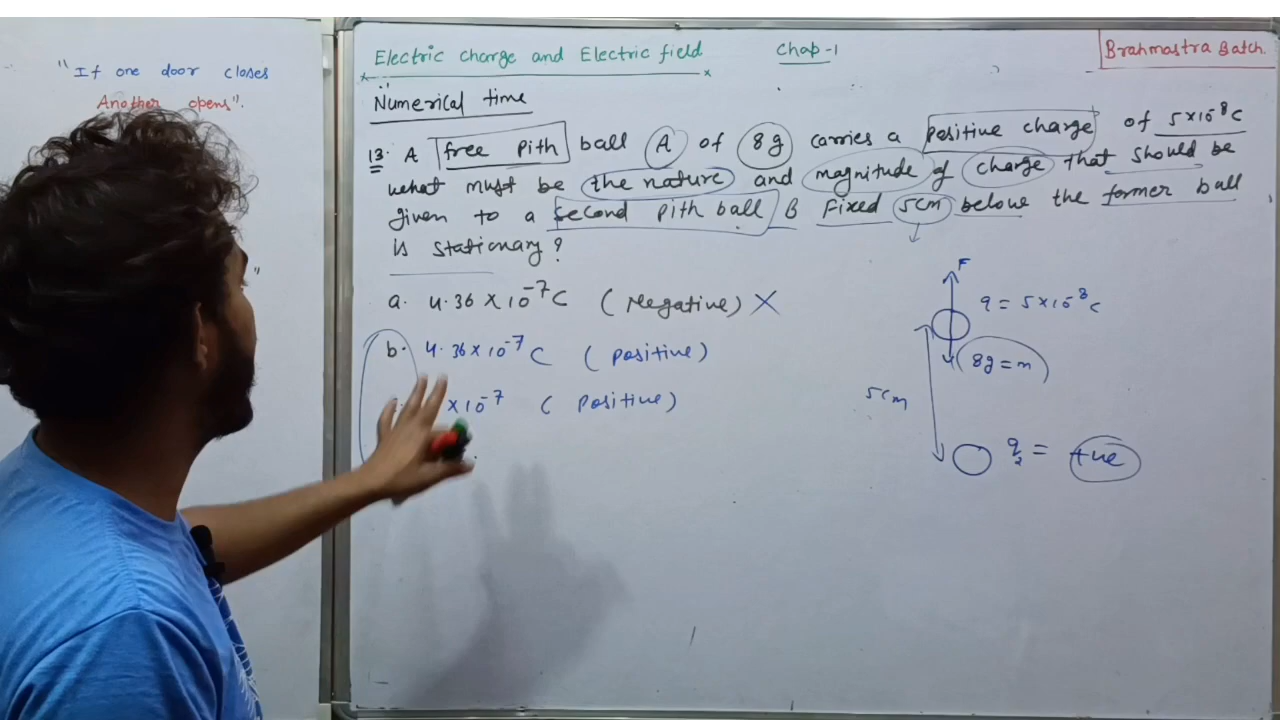 "If one door closes
Another opens".
"
Electric charge and Electric field
Chap-1
Brahmastra Batch.
Numerical time
13. A free pith ball A of 8g carries a positive charge of 5×10⁻⁸C
what must be the nature and magnitude of charge that should be
given to a second pith ball B fixed 5cm below the former ball
is stationary?
a. 4.36 × 10⁻⁷C (Negative) X
b. 4.36 × 10⁻⁷ C (positive)
× 10⁻⁷ (positive)
F
q = 5×10⁻⁸C
(8g = m)
5cm
q₂ = +ve